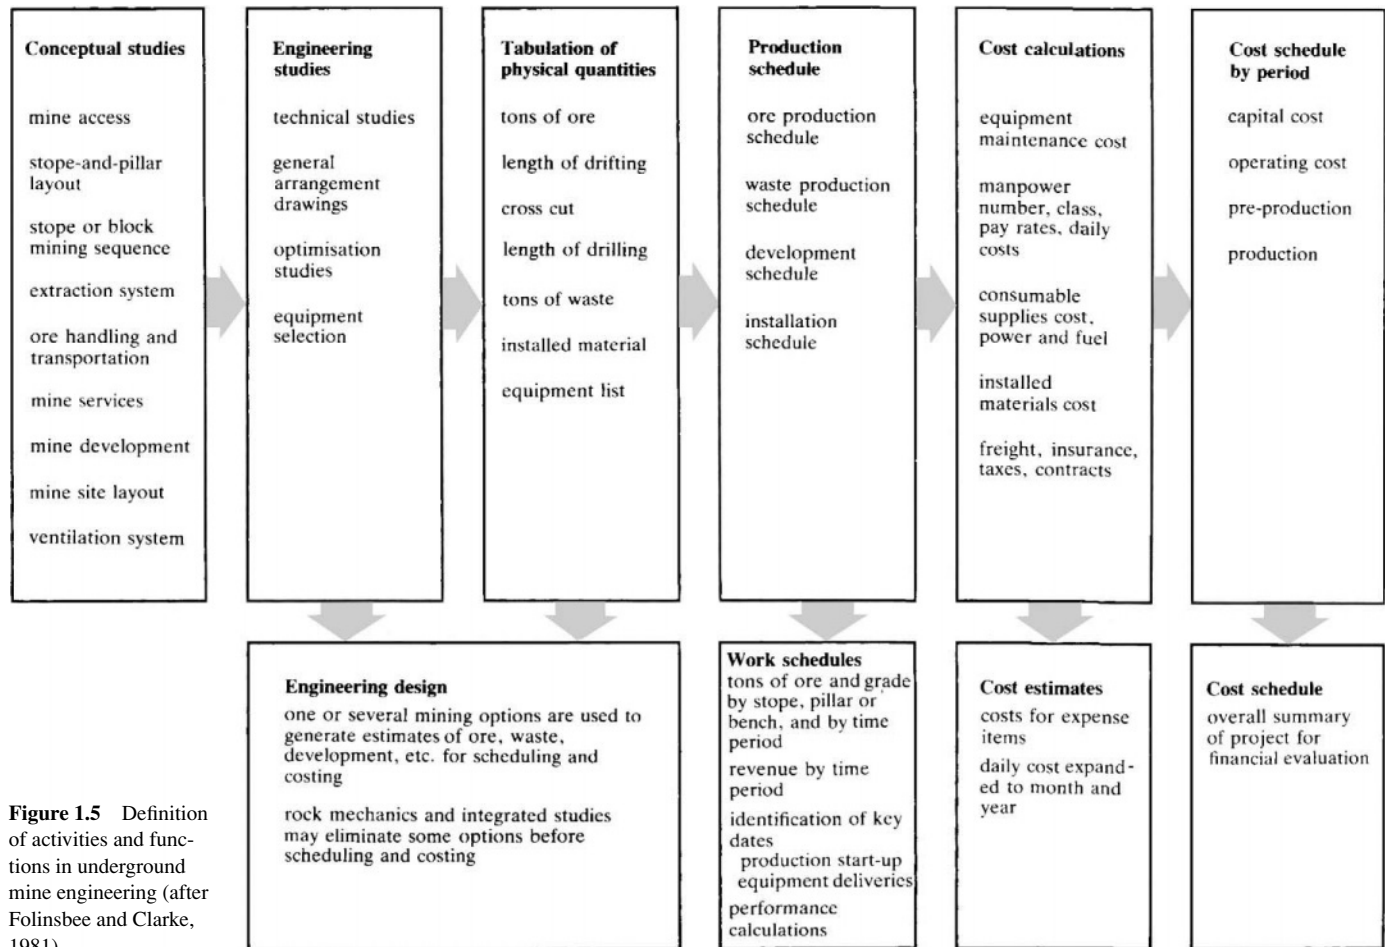 Conceptual studies
mine access
stope-and-pillar
layout
stope or block
mining sequence
extraction system
ore handling and
transportation
mine services
mine development
mine site layout
ventilation system
Engineering
studies
technical studies
general
arrangement
drawings
optimisation
studies
equipment
selection
Tabulation of
physical quantities
tons of ore
length of drifting
cross cut
length of drilling
tons of waste
installed material
equipment list
Production
schedule
ore production
schedule
waste production
schedule
development
schedule
installation
schedule
Cost calculations
equipment
maintenance cost
manpower
number, class,
pay rates, daily
costs
consumable
supplies cost,
power and fuel
installed
materials cost
freight, insurance,
taxes, contracts
Cost schedule
by period
capital cost
operating cost
pre-production
production
Engineering design
one or several mining options are used to
generate estimates of ore, waste,
development, etc. for scheduling and
costing
rock mechanics and integrated studies
may eliminate some options before
scheduling and costing
Work schedules
tons of ore and grade
by stope, pillar or
bench, and by time
period
revenue by time
period
identification of key
dates
production start-up
equipment deliveries
performance
calculations
Cost estimates
costs for expense
items
daily cost expand-
ed to month and
year
Cost schedule
overall summary
of project for
financial evaluation
Figure 1.5 Definition
of activities and func-
tions in underground
mine engineering (after
Folinsbee and Clarke,
1981)